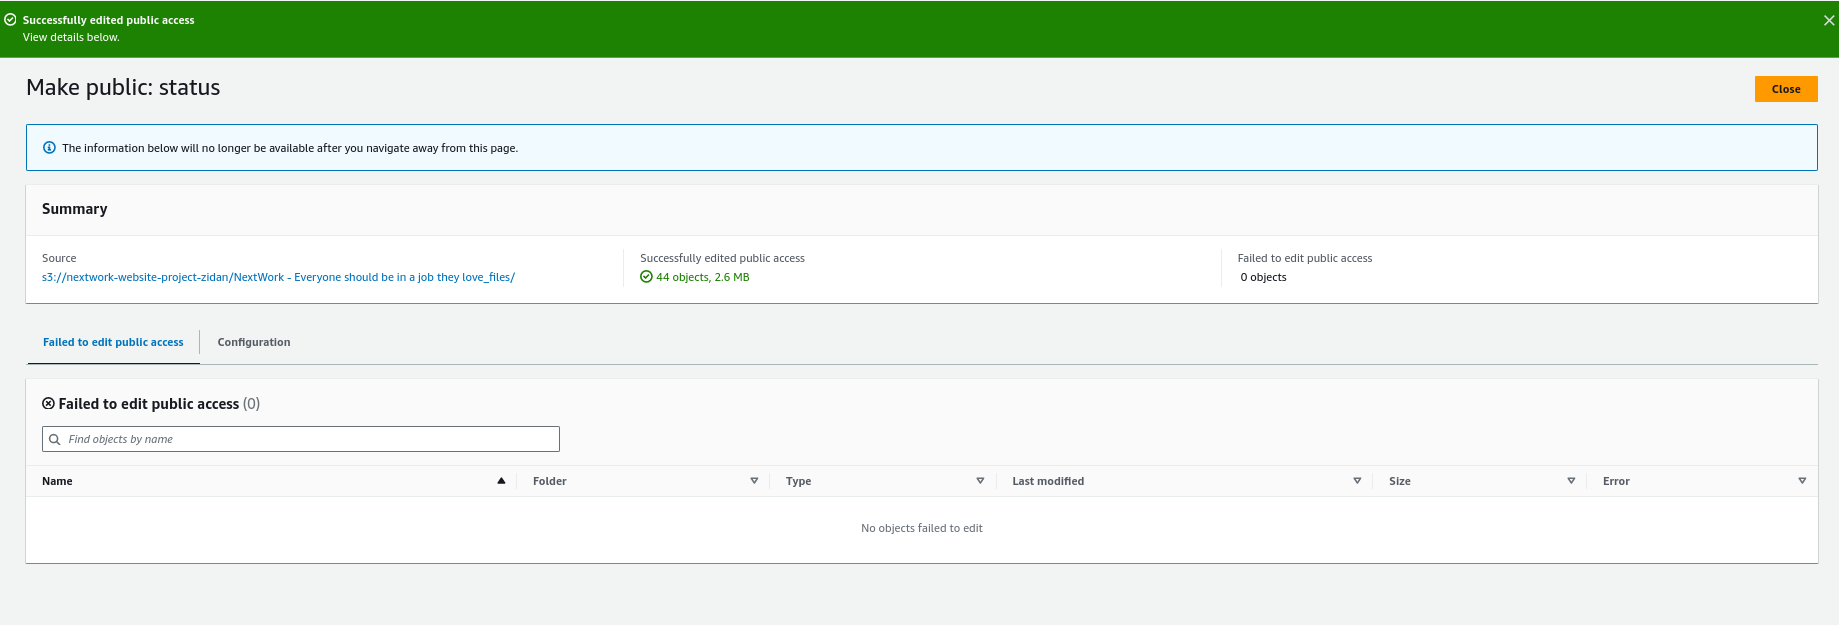 Successfully edited public access
View details below.
Make public: status
Close
The information below will no longer be available after you navigate away from this page.
Summary
Source
s3://nextwork-website-project-zidan/NextWork - Everyone should be in a job they love_files/
Successfully edited public access
44 objects, 2.6 MB
Failed to edit public access
0 objects
Failed to edit public access
Configuration
Failed to edit public access (0)
Find objects by name
Name Folder Type Last modified Size Error
No objects failed to edit